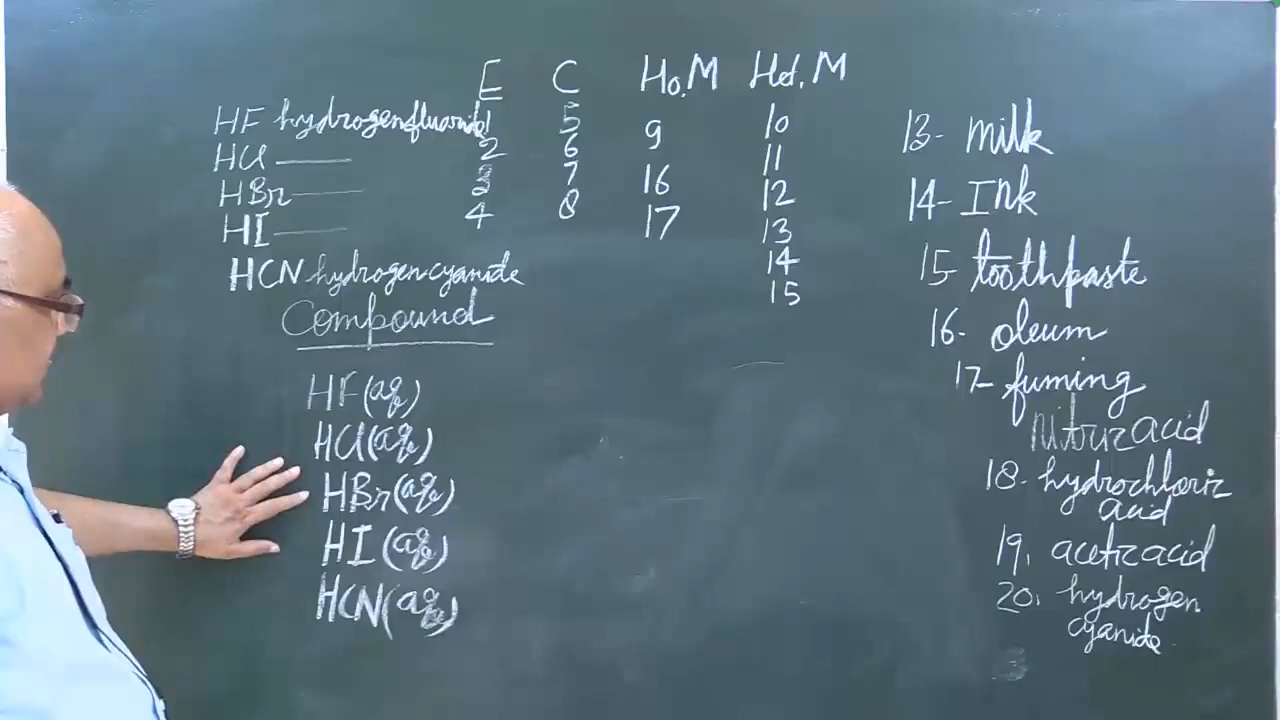 E C Ho.M Het.M
HF hydrogenfluoride 1 5 9 10
HCl 2 6 16 11
HBr 3 7 17 12
HI 4 8 13
HCN hydrogencyanide 14
15
Compound
HF(aq)
HCl(aq)
HBr(aq)
HI(aq)
HCN(aq)
13- milk
14- Ink
15- toothpaste
16- oleum
17- fuming
Nitric acid
18- hydrochloric
acid
19. acetic acid
20. hydrogen
cyanide